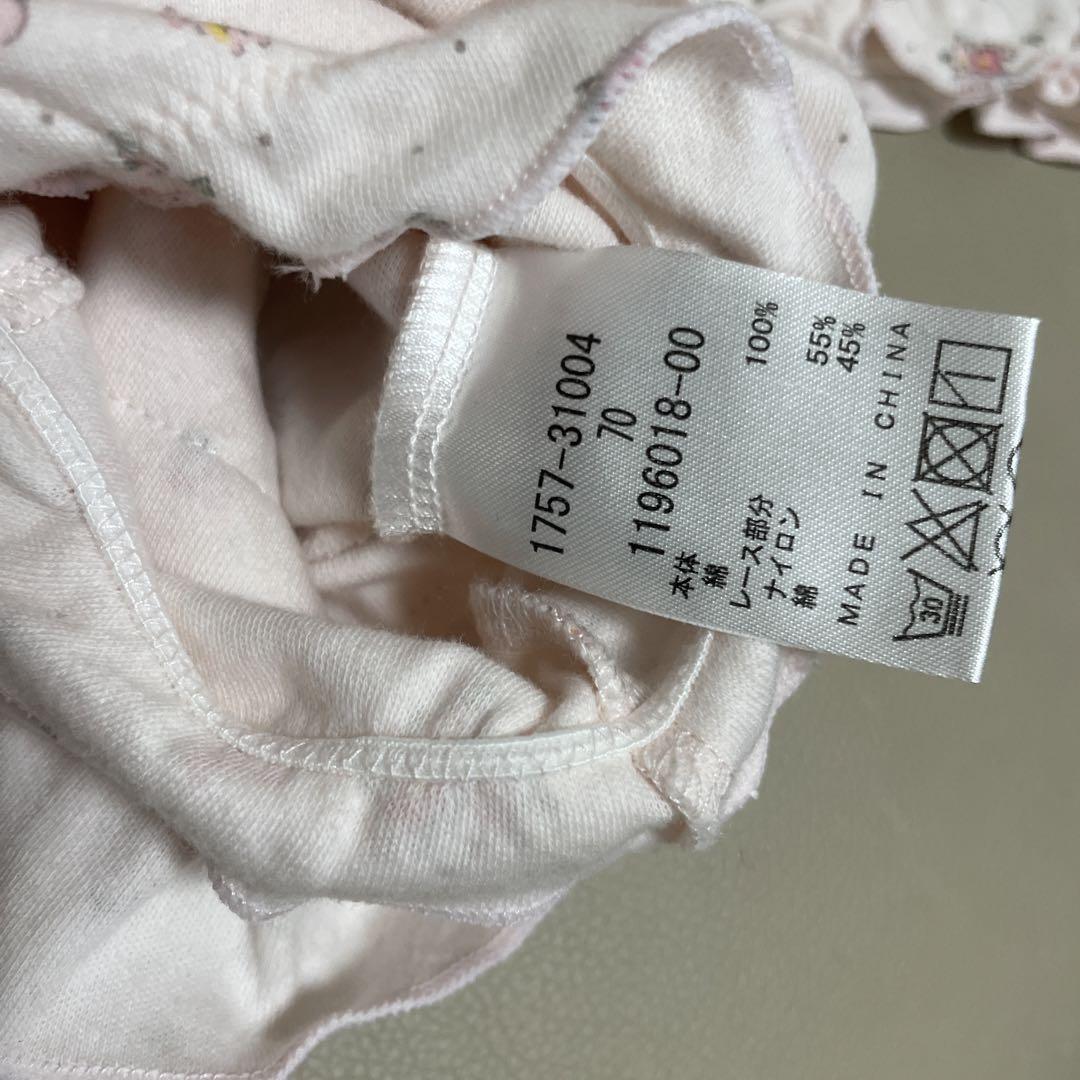 1757-31004
70
1196018-00
本体
綿 100%
レース部分
ナイロン 55%
綿 45%
MADE IN CHINA
30